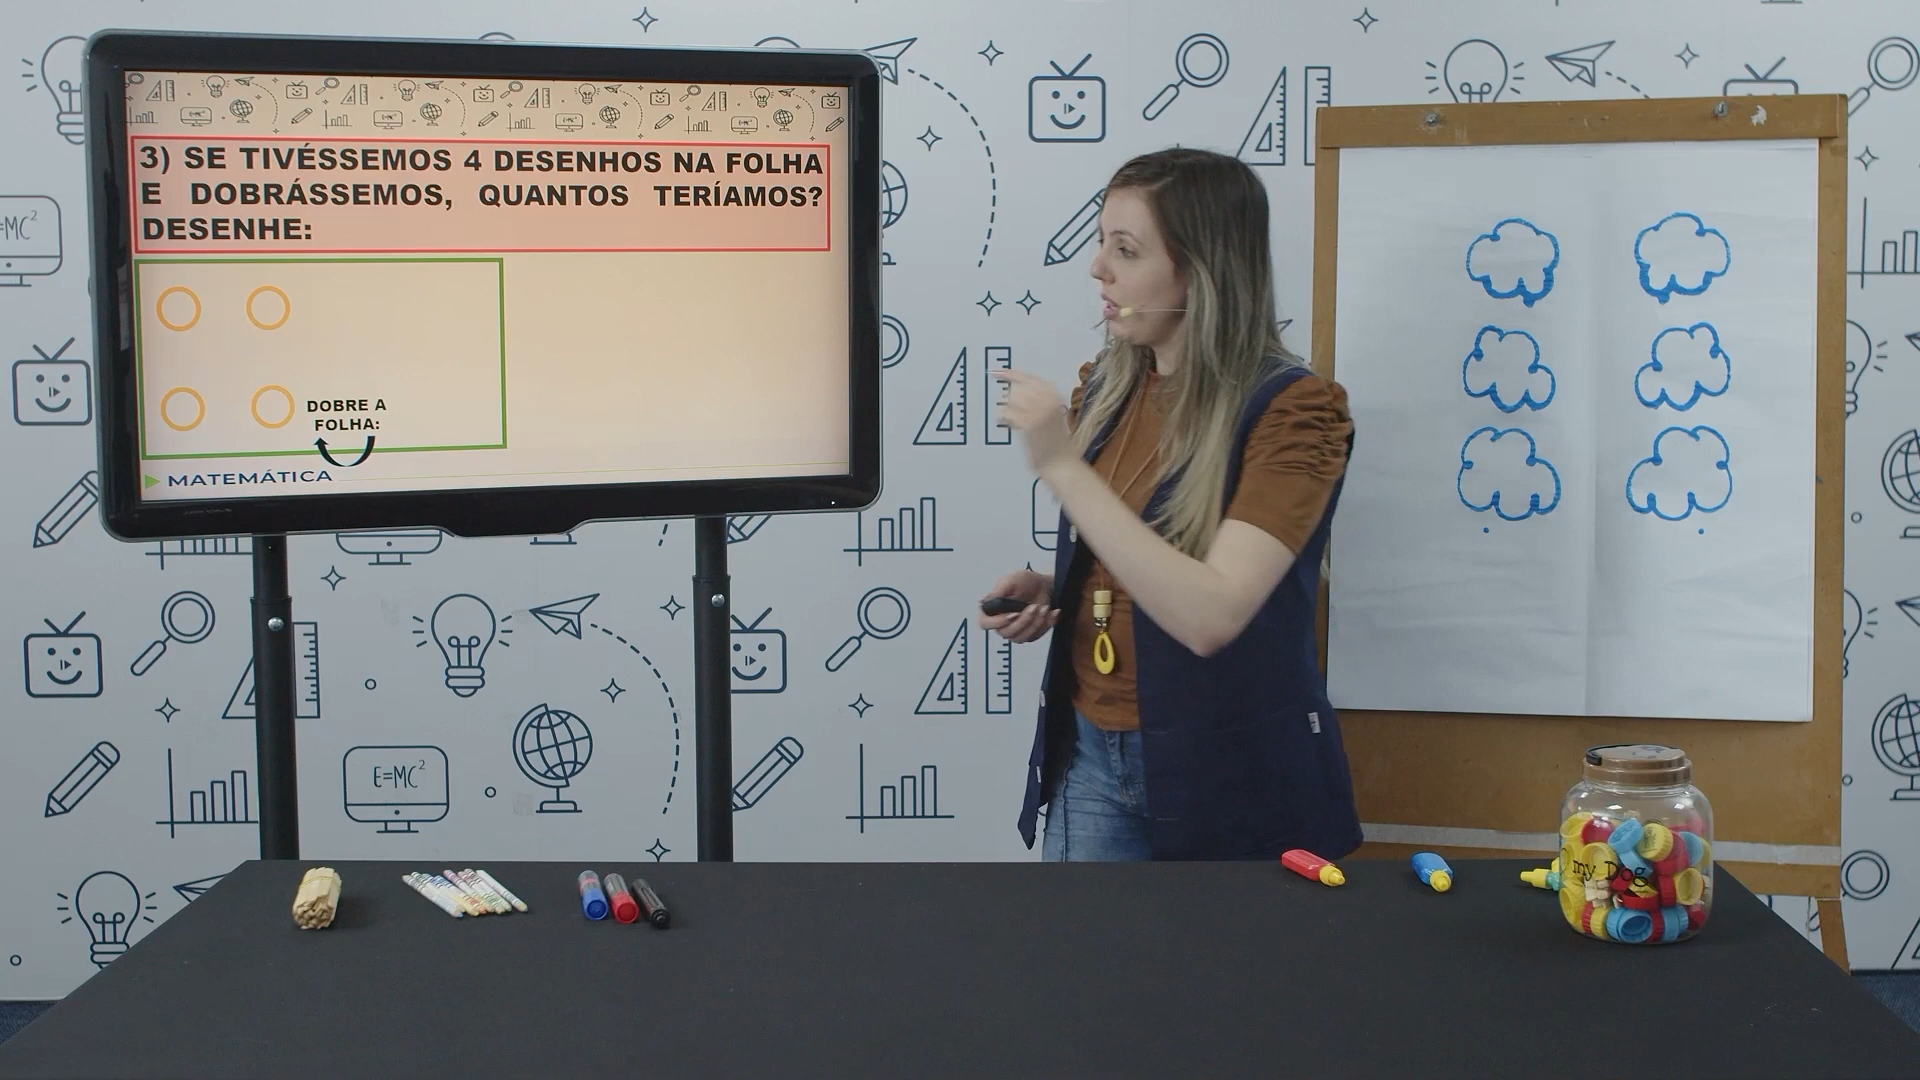 3) SE TIVÉSSEMOS 4 DESENHOS NA FOLHA
E DOBRÁSSEMOS, QUANTOS TERÍAMOS?
DESENHE:
DOBRE A
FOLHA:
MATEMÁTICA
=MC²
E=MC²
my Dog